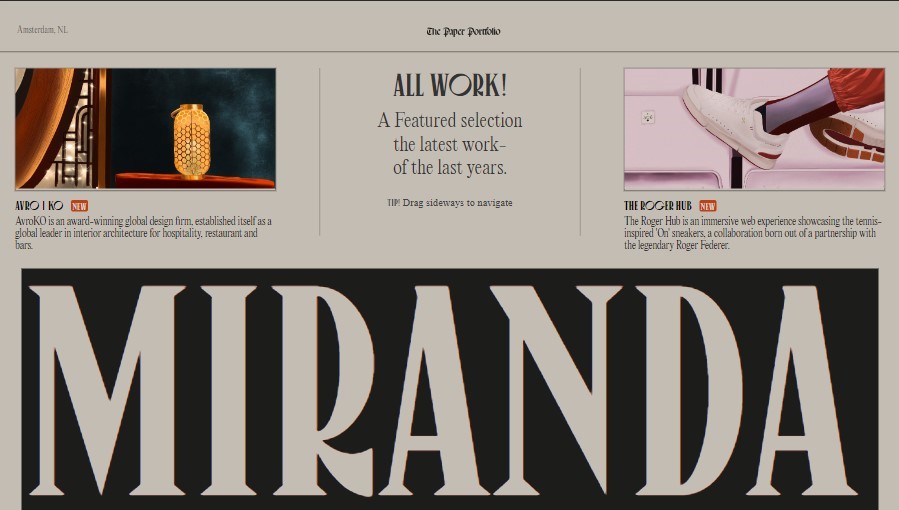 Amsterdam, NL
The Paper Portfolio
AVRO | KO NEW
AvroKO is an award-winning global design firm, established itself as a
global leader in interior architecture for hospitality, restaurant and
bars.
ALL WORK!
A Featured selection
the latest work–
of the last years.
TIP! Drag sideways to navigate
THE ROGER HUB NEW
The Roger Hub is an immersive web experience showcasing the tennis-
inspired 'On' sneakers, a collaboration born out of a partnership with
the legendary Roger Federer.
MIRANDA